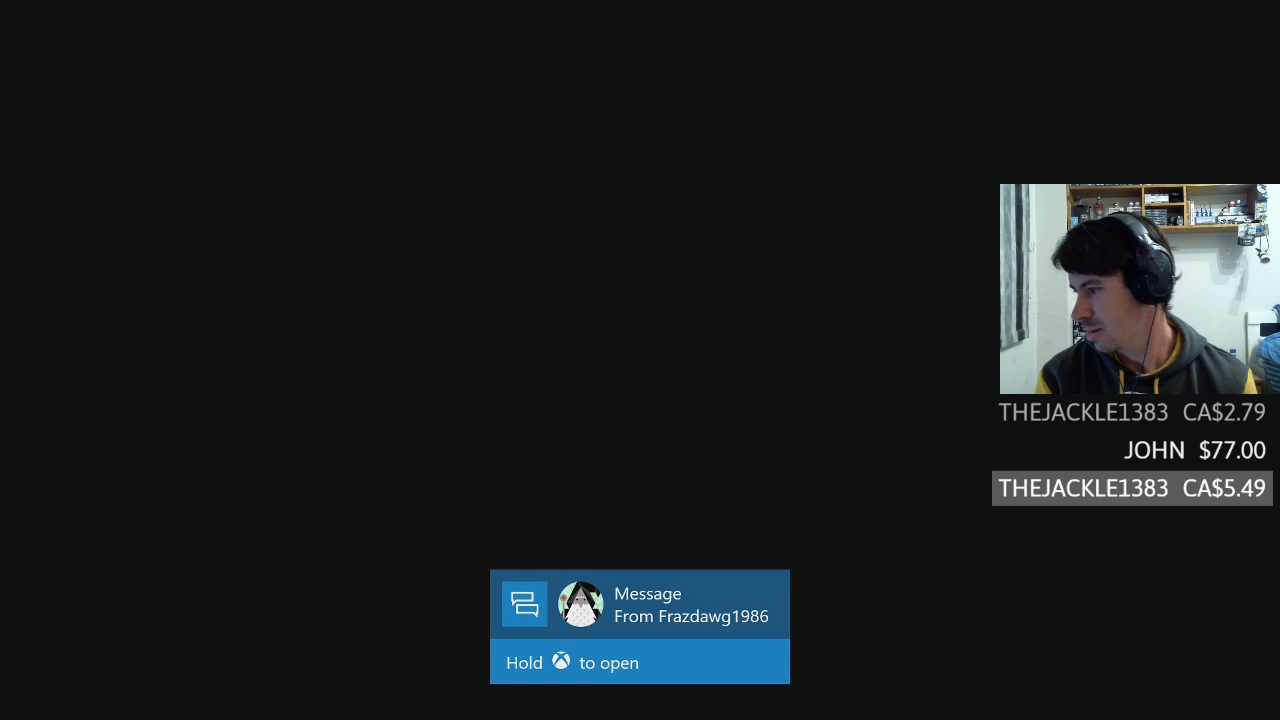 THEJACKLE1383 CA$2.79
JOHN $77.00
THEJACKLE1383 CA$5.49
Message
From Frazdawg1986
Hold to open